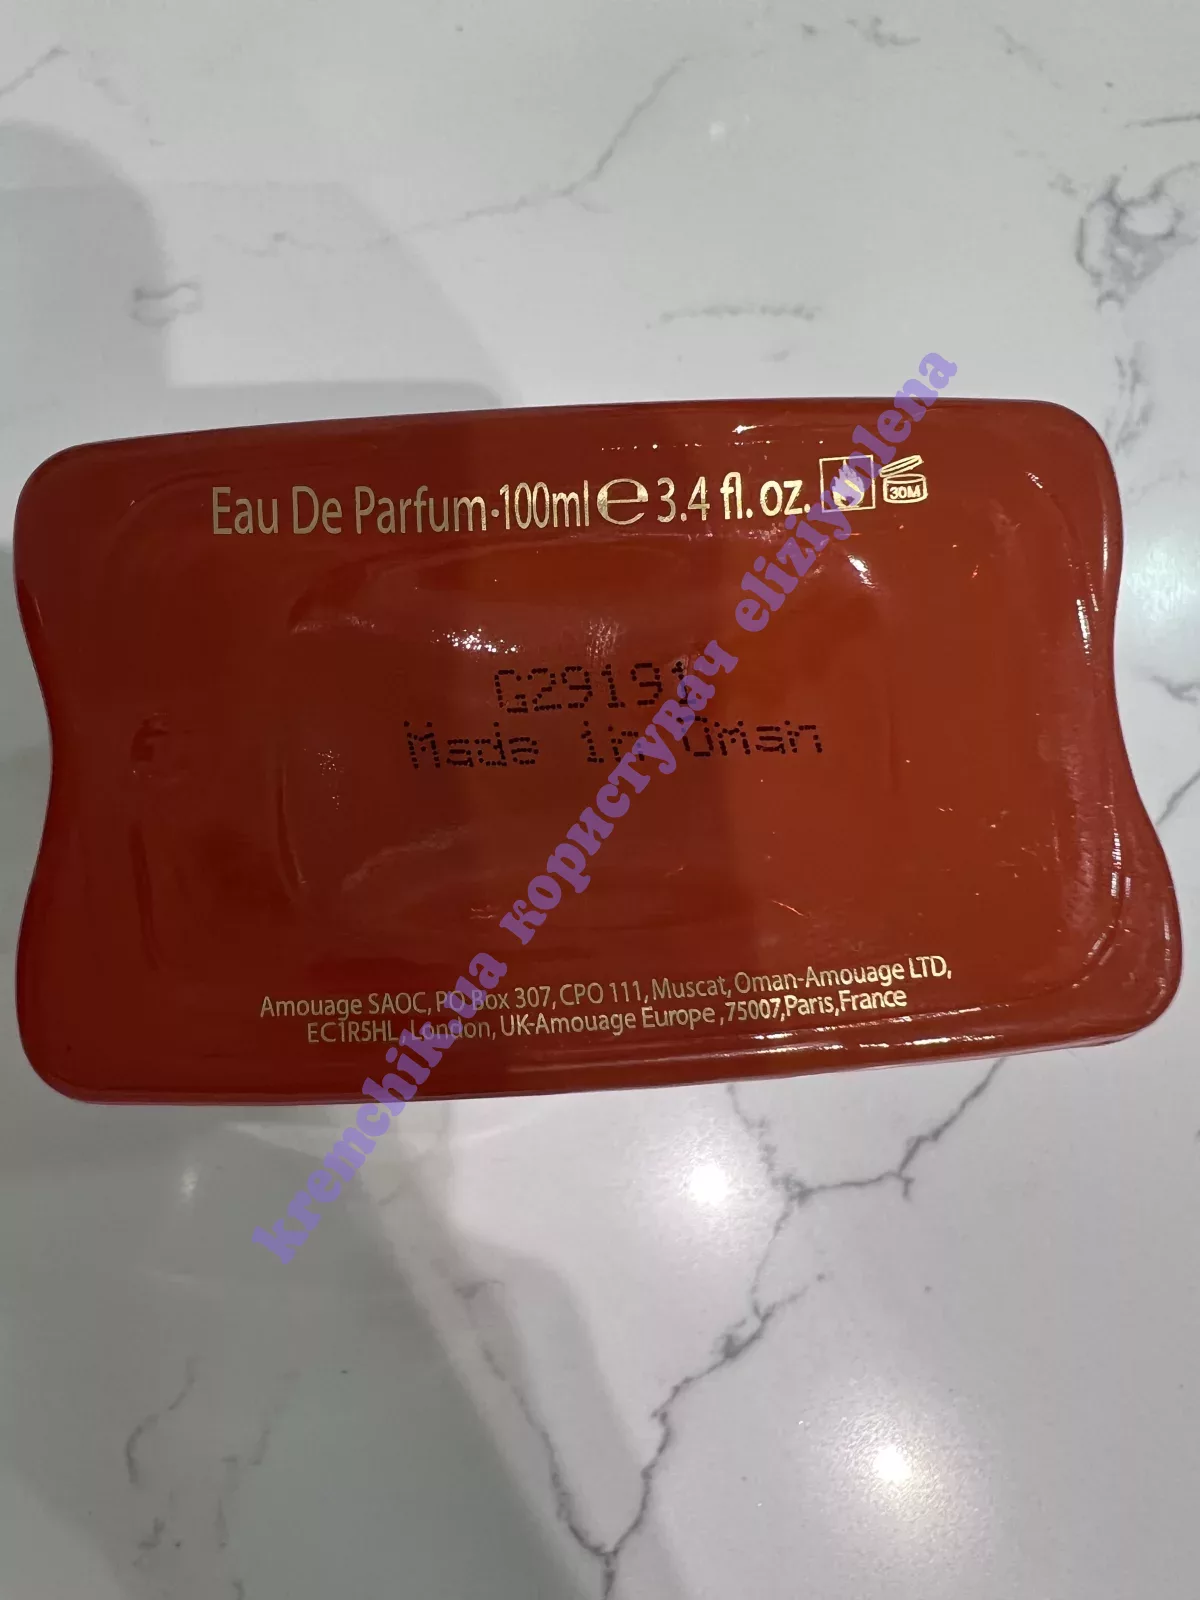 Eau De Parfum·100ml ℮ 3.4 fl. oz.
30M
G29191
Made in Oman
Amouage SAOC, PO Box 307, CPO 111, Muscat, Oman-Amouage LTD,
EC1R5HL, London, UK-Amouage Europe ,75007,Paris,France
kremchik.ua користувач eliziymlena